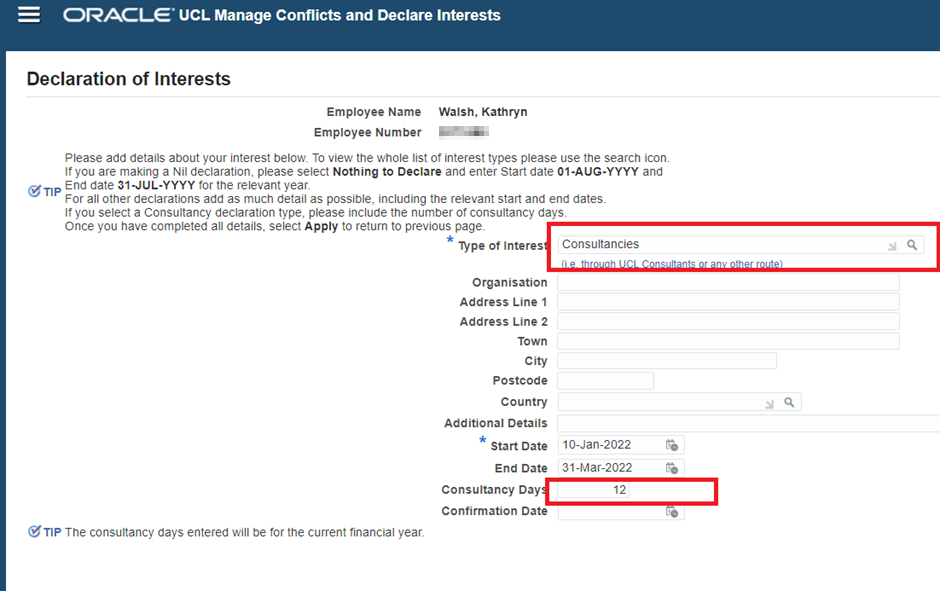 ORACLE® UCL Manage Conflicts and Declare Interests
Declaration of Interests
Employee Name Walsh, Kathryn
Employee Number
Please add details about your interest below. To view the whole list of interest types please use the search icon.
If you are making a Nil declaration, please select Nothing to Declare and enter Start date 01-AUG-YYYY and
TIP End date 31-JUL-YYYY for the relevant year.
For all other declarations add as much detail as possible, including the relevant start and end dates.
If you select a Consultancy declaration type, please include the number of consultancy days.
Once you have completed all details, select Apply to return to previous page.
* Type of Interest Consultancies
(i.e. through UCL Consultants or any other route)
Organisation
Address Line 1
Address Line 2
Town
City
Postcode
Country
Additional Details
* Start Date 10-Jan-2022
End Date 31-Mar-2022
Consultancy Days 12
Confirmation Date
TIP The consultancy days entered will be for the current financial year.